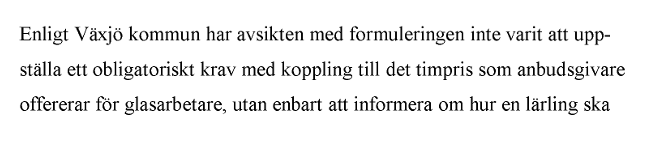 Enligt Växjö kommun har avsikten med formuleringen inte varit att upp-
ställa ett obligatoriskt krav med koppling till det timpris som anbudsgivare
offererar för glasarbetare, utan enbart att informera om hur en lärling ska